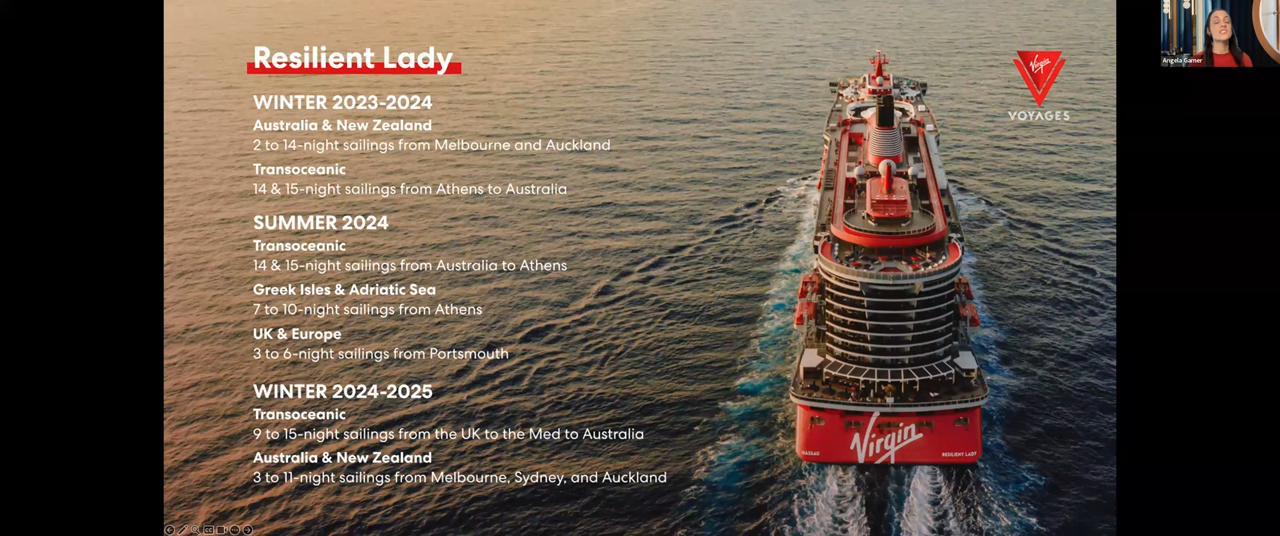 Resilient Lady
WINTER 2023-2024
Australia & New Zealand
2 to 14-night sailings from Melbourne and Auckland
Transoceanic
14 & 15-night sailings from Athens to Australia
SUMMER 2024
Transoceanic
14 & 15-night sailings from Australia to Athens
Greek Isles & Adriatic Sea
7 to 10-night sailings from Athens
UK & Europe
3 to 6-night sailings from Portsmouth
WINTER 2024-2025
Transoceanic
9 to 15-night sailings from the UK to the Med to Australia
Australia & New Zealand
3 to 11-night sailings from Melbourne, Sydney, and Auckland
Virgin
VOYAGES
Virgin
NASSAU
RESILIENT LADY
Angela Garner